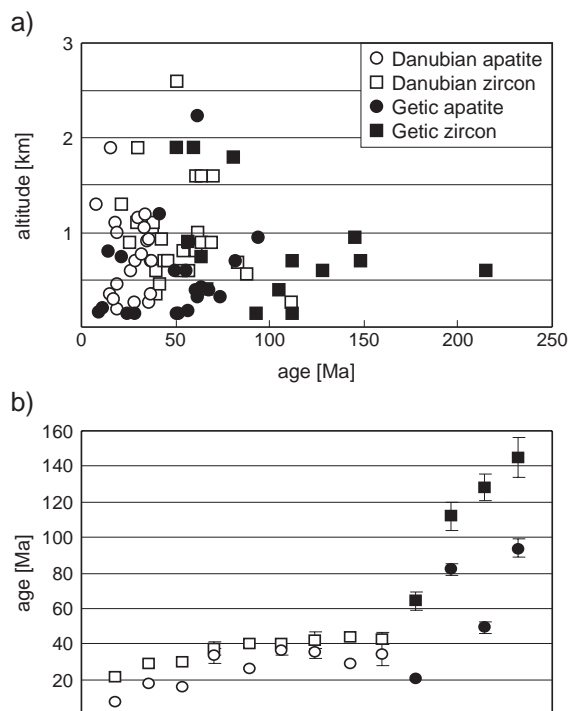 a)
3
2
1
0
altitude [km]
Danubian apatite
Danubian zircon
Getic apatite
Getic zircon
0 50 100 150 200 250
age [Ma]
b)
160
140
120
100
80
60
40
20
age [Ma]